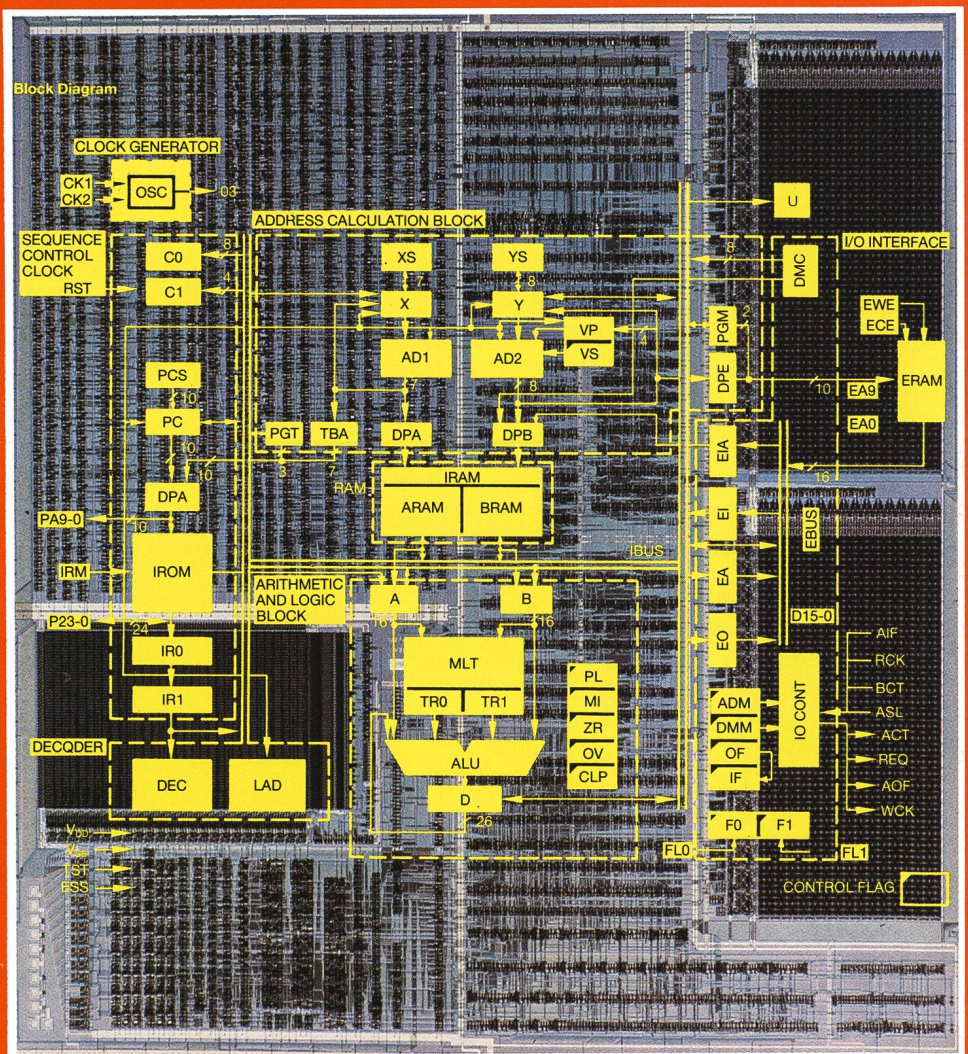 Block Diagram
CLOCK GENERATOR
CK1
CK2
OSC
03
ADDRESS CALCULATION BLOCK
SEQUENCE
CONTROL
CLOCK
RST
C0
8
C1
4
XS
7
X
YS
8
Y
VP
VS
4
AD1
7
AD2
8
PCS
10
PC
10
10
DPA
PA9-0
10
PGT
3
TBA
7
DPA
DPB
RAM
IRAM
ARAM
BRAM
IRM
IROM
P23-0
24
IR0
IR1
DECQDER
DEC
LAD
IBUS
ARITHMETIC
AND LOGIC
BLOCK
A
16
B
16
MLT
TR0
TR1
ALU
D
26
PL
MI
ZR
OV
CLP
U
I/O INTERFACE
8
DMC
PGM
2
DPE
10
EWE
ECE
ERAM
EA9
EA0
EIA
16
EI
EBUS
EA
EO
D15-0
IO CONT
ADM
DMM
OF
IF
F0
F1
FL0
FL1
AIF
RCK
BCT
ASL
ACT
REQ
AOF
WCK
CONTROL FLAG
TST
ESS